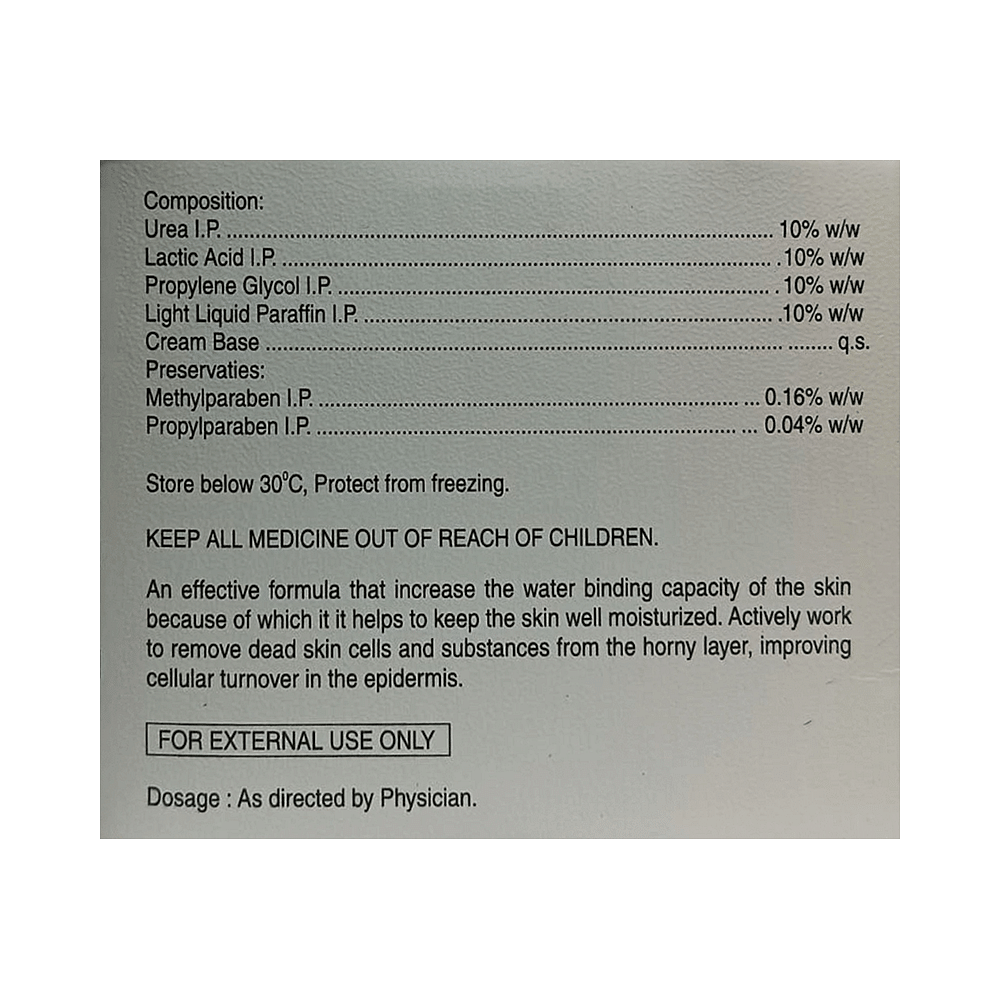 Composition:
Urea I.P. ........................................................................................................ 10% w/w
Lactic Acid I.P. ............................................................................................. .10% w/w
Propylene Glycol I.P. ................................................................................... .10% w/w
Light Liquid Paraffin I.P. .............................................................................. .10% w/w
Cream Base ................................................................................................... ........ q.s.
Preservaties:
Methylparaben I.P. ................................................................................ ... 0.16% w/w
Propylparaben I.P. ................................................................................ ... 0.04% w/w
Store below 30⁰C, Protect from freezing.
KEEP ALL MEDICINE OUT OF REACH OF CHILDREN.
An effective formula that increase the water binding capacity of the skin
because of which it it helps to keep the skin well moisturized. Actively work
to remove dead skin cells and substances from the horny layer, improving
cellular turnover in the epidermis.
FOR EXTERNAL USE ONLY
Dosage : As directed by Physician.